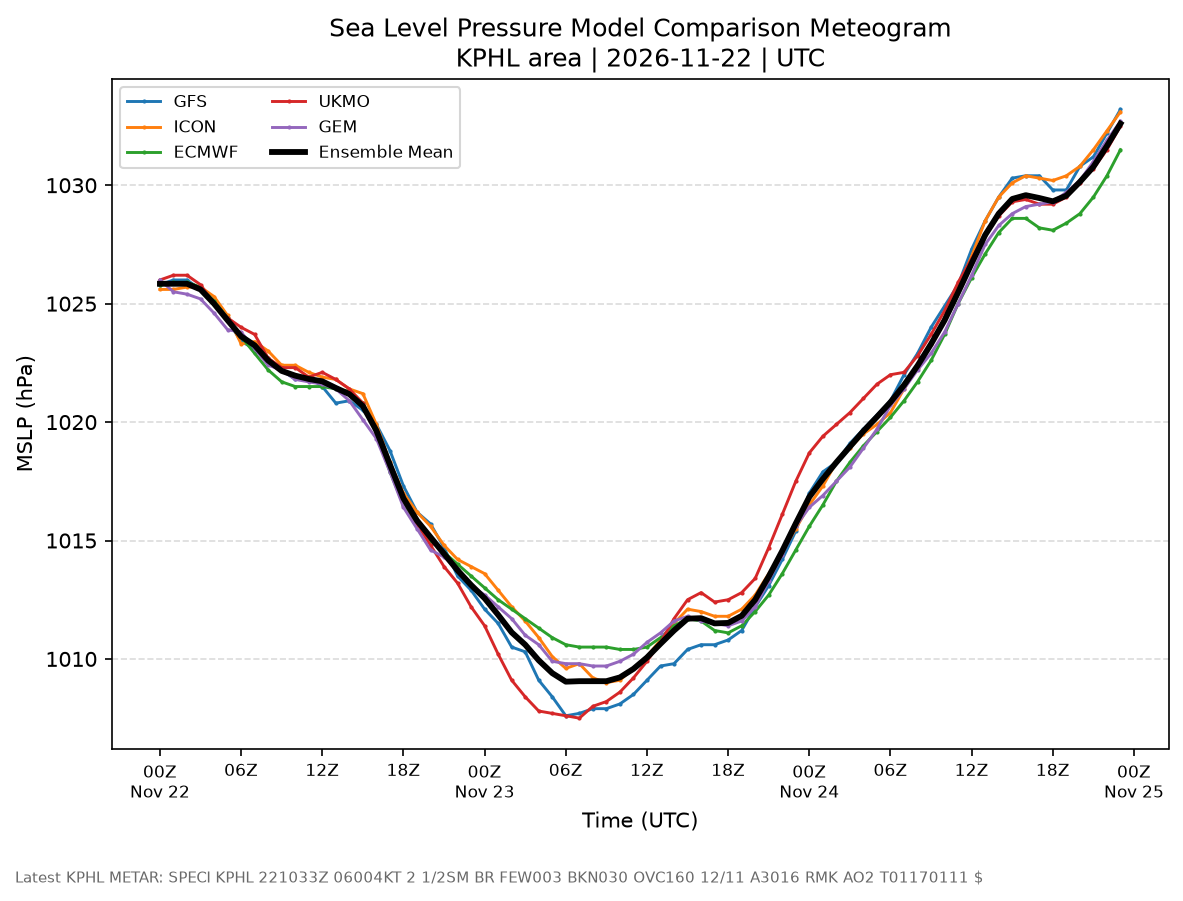 Sea Level Pressure Model Comparison Meteogram
KPHL area | 2026-11-22 | UTC
GFS
ICON
ECMWF
UKMO
GEM
Ensemble Mean
MSLP (hPa)
1030
1025
1020
1015
1010
00Z 06Z 12Z 18Z 00Z 06Z 12Z 18Z 00Z 06Z 12Z 18Z 00Z
Nov 22 Nov 23 Nov 24 Nov 25
Time (UTC)
Latest KPHL METAR: SPECI KPHL 221033Z 06004KT 2 1/2SM BR FEW003 BKN030 OVC160 12/11 A3016 RMK AO2 T01170111 $